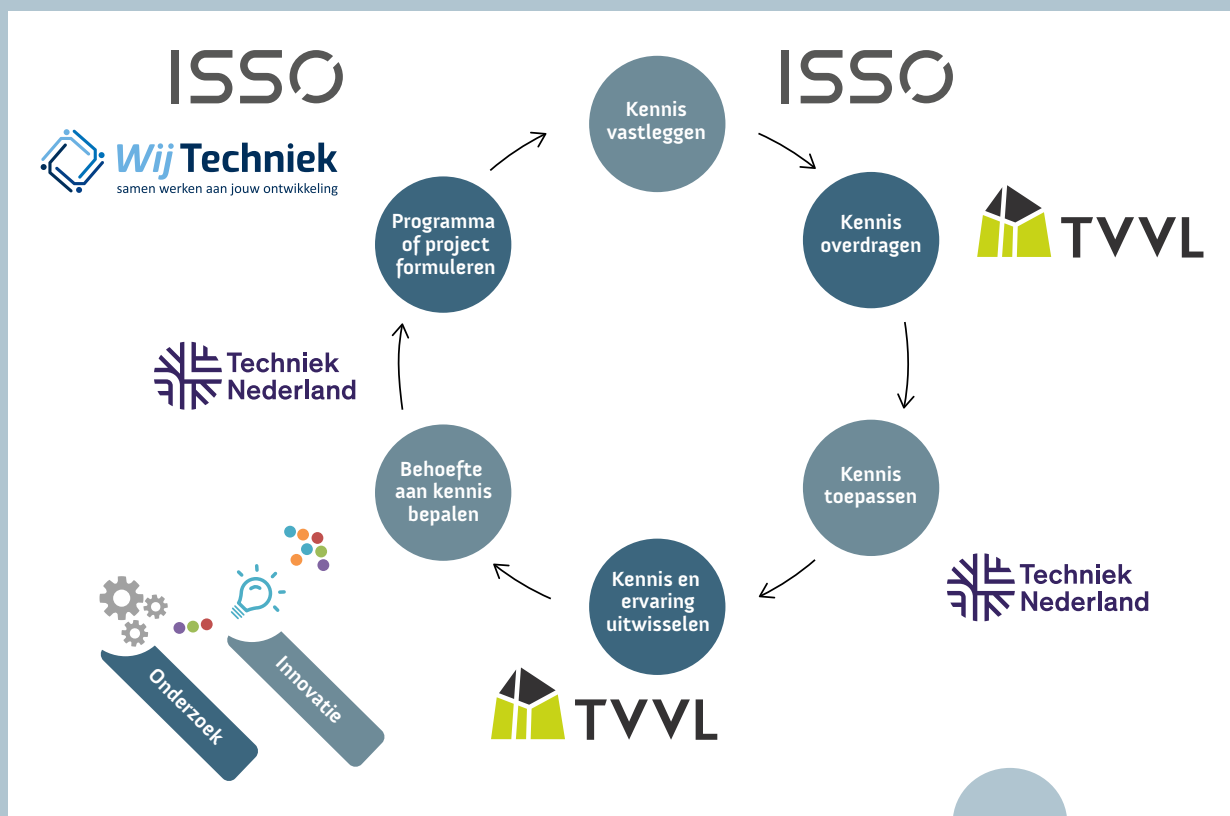 ISSO
ISSO
Wij Techniek
samen werken aan jouw ontwikkeling
Kennis
vastleggen
Programma
of project
formuleren
Kennis
overdragen
TVVL
Techniek
Nederland
Behoefte
aan kennis
bepalen
Kennis
toepassen
Kennis en
ervaring
uitwisselen
Techniek
Nederland
Onderzoek
Innovatie
TVVL